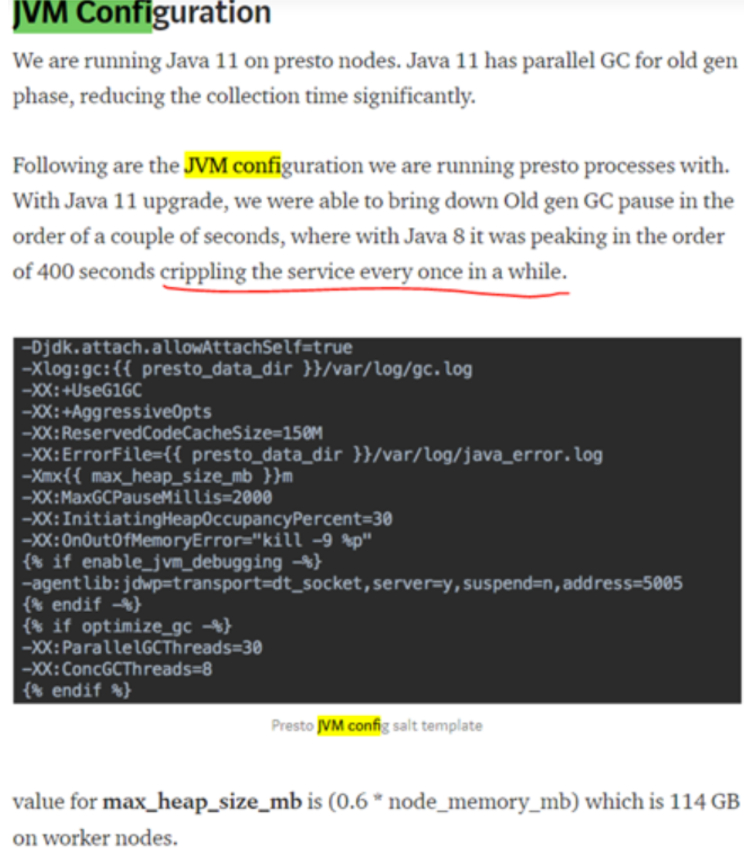 JVM Configuration
We are running Java 11 on presto nodes. Java 11 has parallel GC for old gen
phase, reducing the collection time significantly.
Following are the JVM configuration we are running presto processes with.
With Java 11 upgrade, we were able to bring down Old gen GC pause in the
order of a couple of seconds, where with Java 8 it was peaking in the order
of 400 seconds crippling the service every once in a while.
-Djdk.attach.allowAttachSelf=true
-Xlog:gc:{{ presto_data_dir }}/var/log/gc.log
-XX:+UseG1GC
-XX:+AggressiveOpts
-XX:ReservedCodeCacheSize=150M
-XX:ErrorFile={{ presto_data_dir }}/var/log/java_error.log
-Xmx{{ max_heap_size_mb }}m
-XX:MaxGCPauseMillis=2000
-XX:InitiatingHeapOccupancyPercent=30
-XX:OnOutOfMemoryError="kill -9 %p"
{% if enable_jvm_debugging -%}
-agentlib:jdwp=transport=dt_socket,server=y,suspend=n,address=5005
{% endif -%}
{% if optimize_gc -%}
-XX:ParallelGCThreads=30
-XX:ConcGCThreads=8
{% endif %}
Presto JVM config salt template
value for max_heap_size_mb is (0.6 * node_memory_mb) which is 114 GB
on worker nodes.